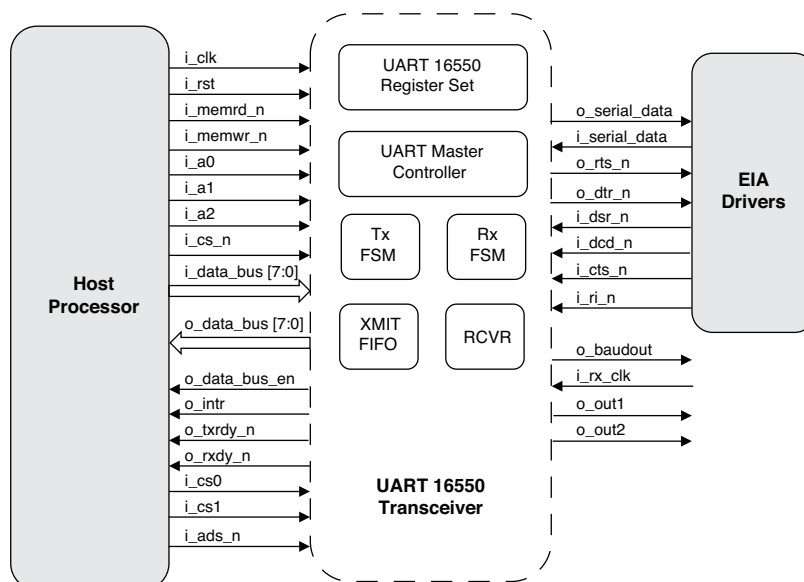 Host
Processor
i_clk
i_rst
i_memrd_n
i_memwr_n
i_a0
i_a1
i_a2
i_cs_n
i_data_bus [7:0]
o_data_bus [7:0]
o_data_bus_en
o_intr
o_txrdy_n
o_rxdy_n
i_cs0
i_cs1
i_ads_n
UART 16550
Register Set
UART Master
Controller
Tx
FSM
Rx
FSM
XMIT
FIFO
RCVR
UART 16550
Transceiver
o_serial_data
i_serial_data
o_rts_n
o_dtr_n
i_dsr_n
i_dcd_n
i_cts_n
i_ri_n
o_baudout
i_rx_clk
o_out1
o_out2
EIA
Drivers